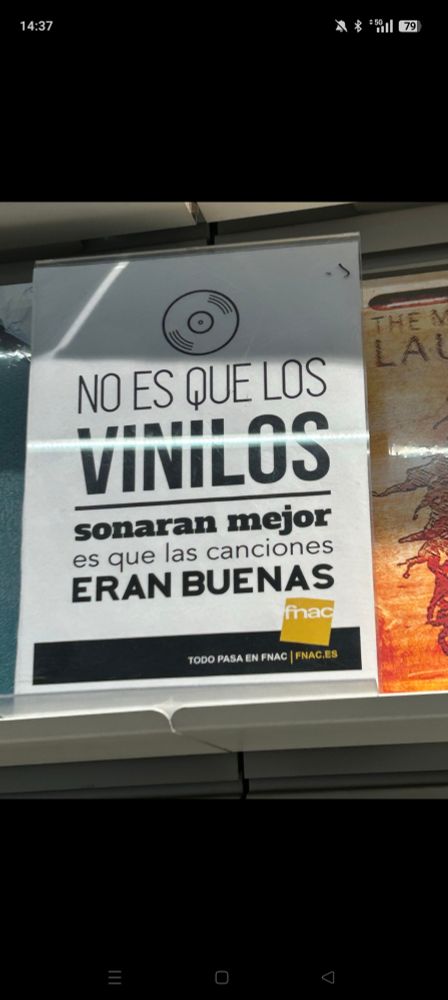 14:37
5G
79
NO ES QUE LOS
VINILOS
sonaran mejor
es que las canciones
ERAN BUENAS
fnac
TODO PASA EN FNAC | FNAC.ES
THE M
LAU